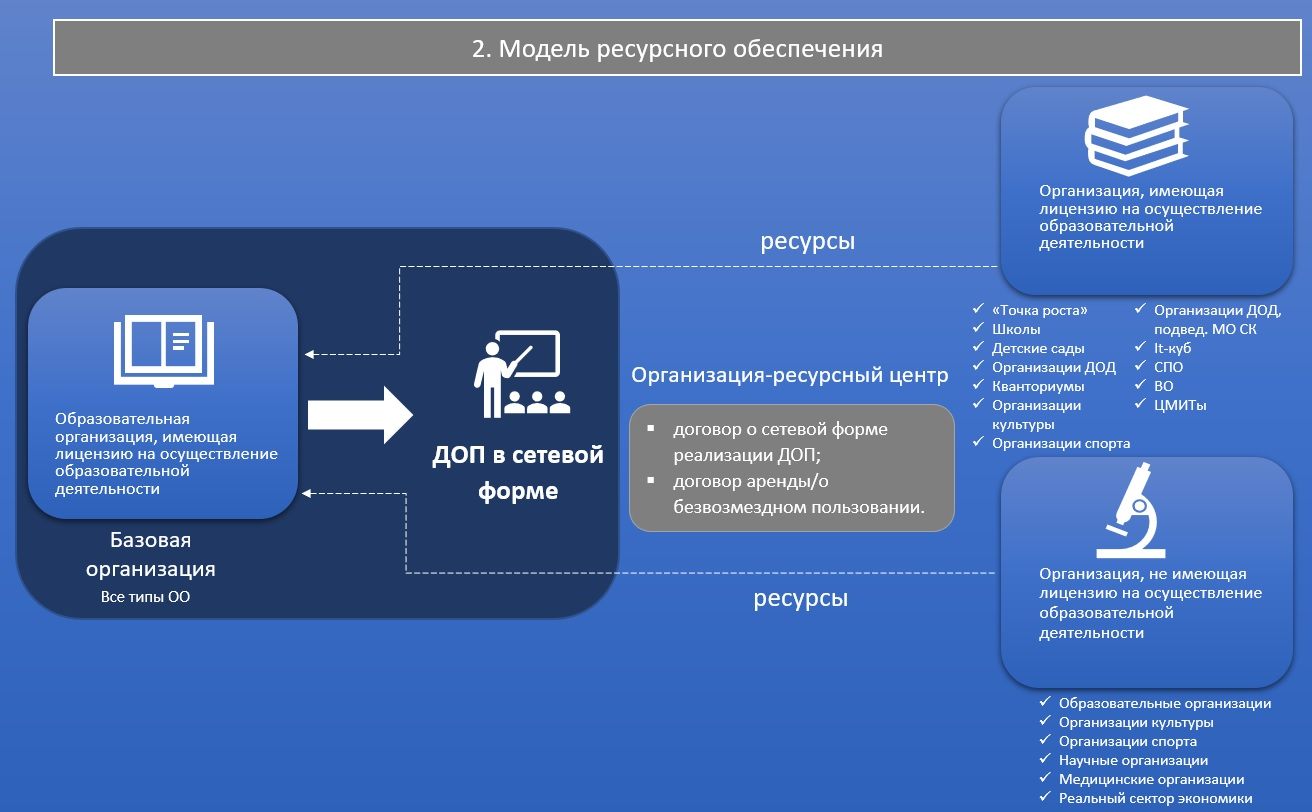 2. Модель ресурсного обеспечения
Организация, имеющая
лицензию на осуществление
образовательной
деятельности
ресурсы
«Точка роста»
Школы
Детские сады
Организации ДОД
Кванториумы
Организации
культуры
Организации спорта
Организации ДОД,
подвед. МО СК
It-куб
СПО
ВО
ЦМИТы
Образовательная
организация, имеющая
лицензию на осуществление
образовательной
деятельности
Базовая
организация
Все типы ОО
ДОП в сетевой
форме
Организация-ресурсный центр
договор о сетевой форме
реализации ДОП;
договор аренды/о
безвозмездном пользовании.
ресурсы
Организация, не имеющая
лицензию на осуществление
образовательной
деятельности
Образовательные организации
Организации культуры
Организации спорта
Научные организации
Медицинские организации
Реальный сектор экономики